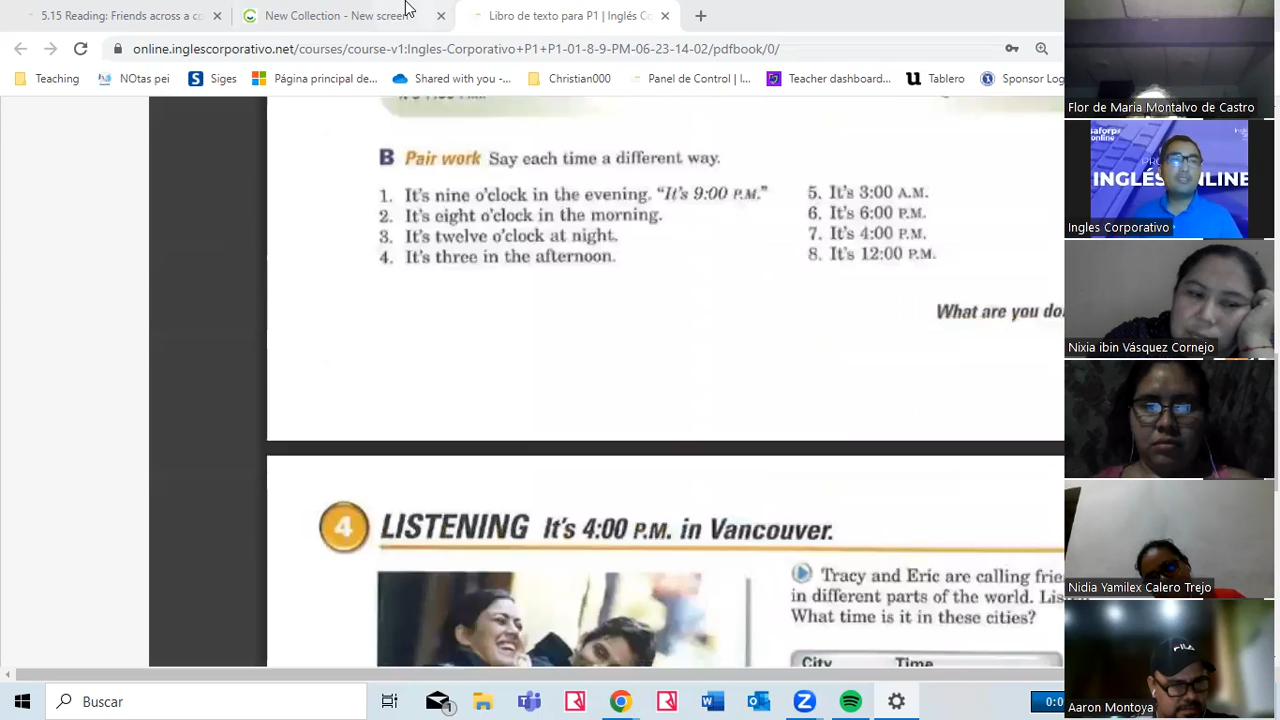 5.15 Reading: Friends across a co
New Collection - New screen
Libro de texto para P1 | Inglés Co
online.inglescorporativo.net/courses/course-v1:Ingles-Corporativo+P1+P1-01-8-9-PM-06-23-14-02/pdfbook/0/
Teaching
NOtas pei
Siges
Página principal de...
Shared with you -...
Christian000
Panel de Control | I...
Teacher dashboard...
Tablero
Sponsor Log
B Pair work Say each time a different way.
1. It's nine o'clock in the evening. "It's 9:00 P.M."
2. It's eight o'clock in the morning.
3. It's twelve o'clock at night.
4. It's three in the afternoon.
5. It's 3:00 A.M.
6. It's 6:00 P.M.
7. It's 4:00 P.M.
8. It's 12:00 P.M.
What are you do
4 LISTENING It's 4:00 P.M. in Vancouver.
Tracy and Eric are calling frie
in different parts of the world. Lis
What time is it in these cities?
City Time
Flor de María Montalvo de Castro
INGLÉS ONLINE
Ingles Corporativo
Nixia ibin Vásquez Cornejo
Nidia Yamilex Calero Trejo
FILA
Aaron Montoya
Buscar
1
0:0